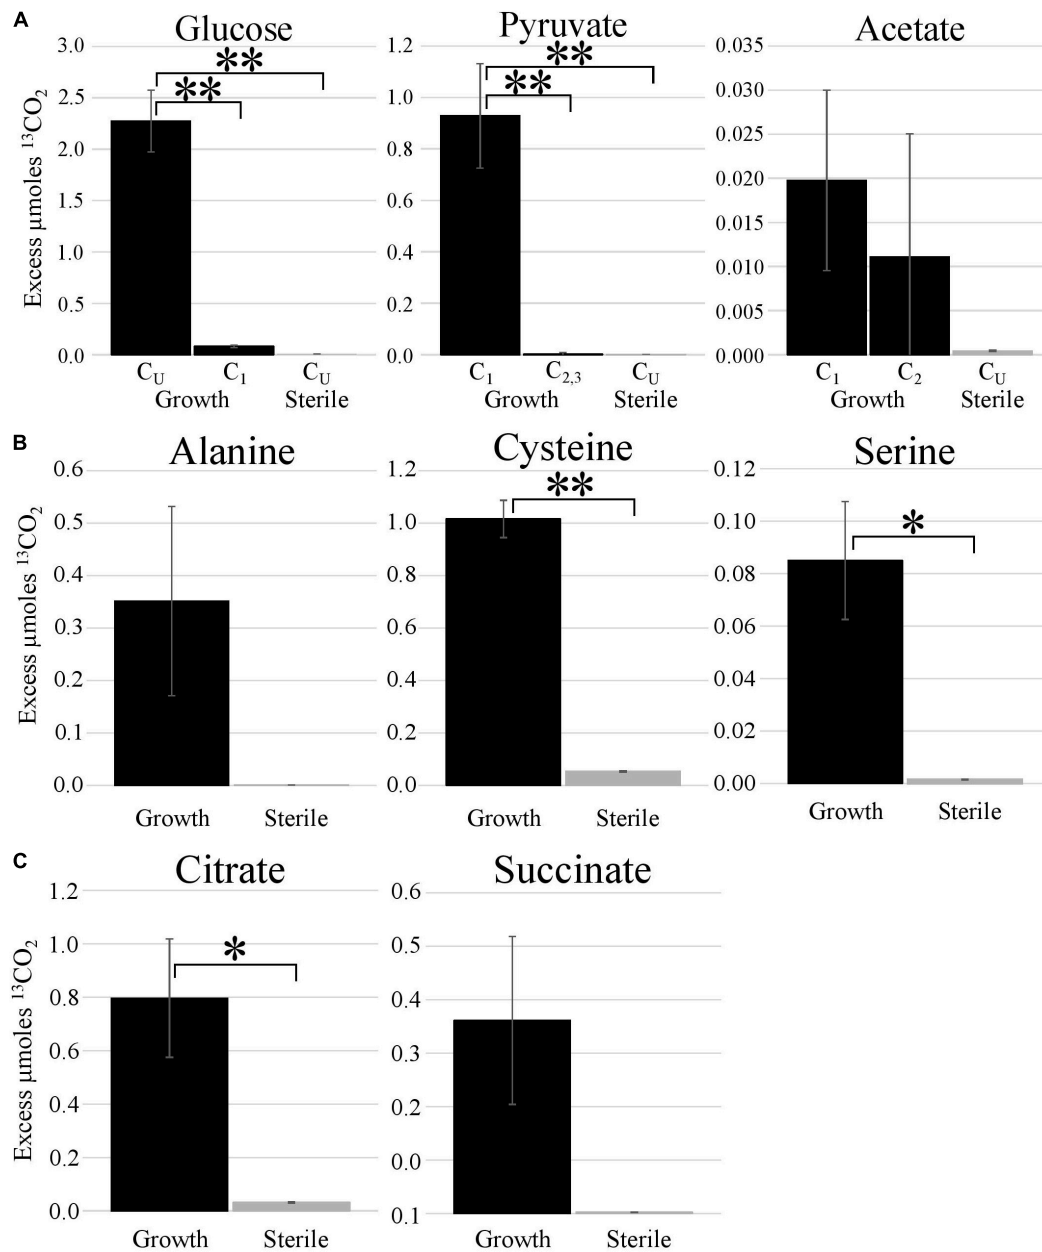 A
Glucose
Pyruvate
Acetate
Excess µmoles ¹³CO₂
3.0
2.5
2.0
1.5
1.0
0.5
0.0
**
**
C_U C₁ C_U
Growth Sterile
1.2
1.0
0.8
0.6
0.4
0.2
0.0
**
**
C₁ C₂,₃ C_U
Growth Sterile
0.035
0.030
0.025
0.020
0.015
0.010
0.005
0.000
C₁ C₂ C_U
Growth Sterile
B
Alanine
Cysteine
Serine
Excess µmoles ¹³CO₂
0.6
0.5
0.4
0.3
0.2
0.1
0.0
Growth Sterile
1.2
1.0
0.8
0.6
0.4
0.2
0.0
**
Growth Sterile
0.12
0.10
0.08
0.06
0.04
0.02
0.00
*
Growth Sterile
C
Citrate
Succinate
Excess µmoles ¹³CO₂
1.2
1.0
0.8
0.6
0.4
0.2
0.0
*
Growth Sterile
0.6
0.5
0.4
0.3
0.2
0.0
0.1
Growth Sterile